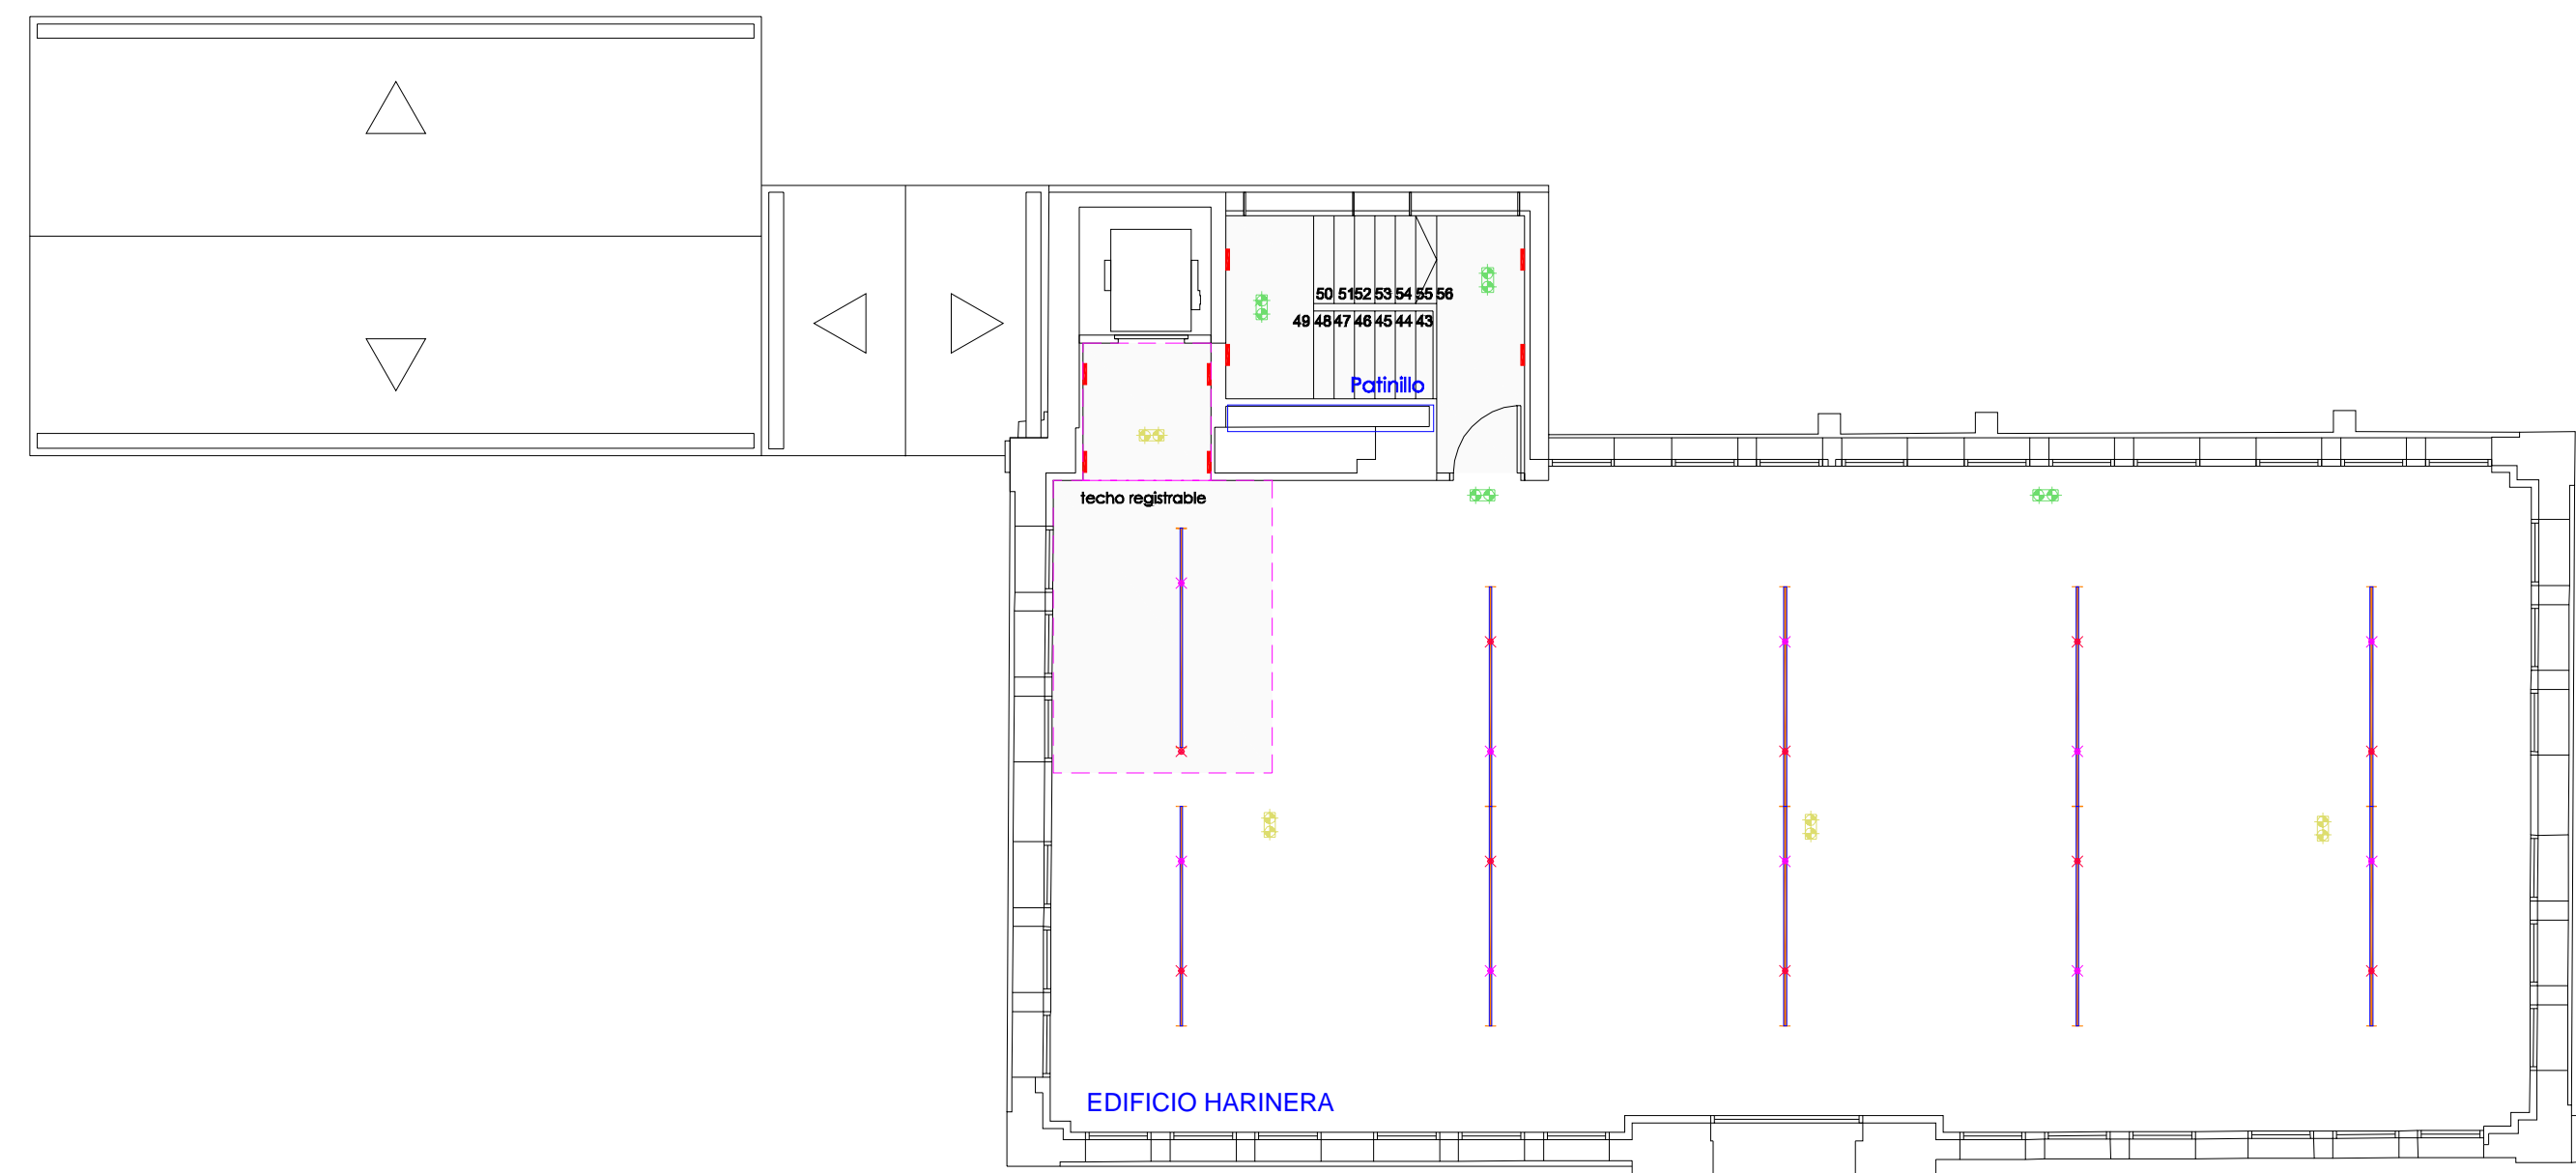 50 51 52 53 54 55 56
49 48 47 46 45 44 43
Patinillo
techo registrable
EDIFICIO HARINERA